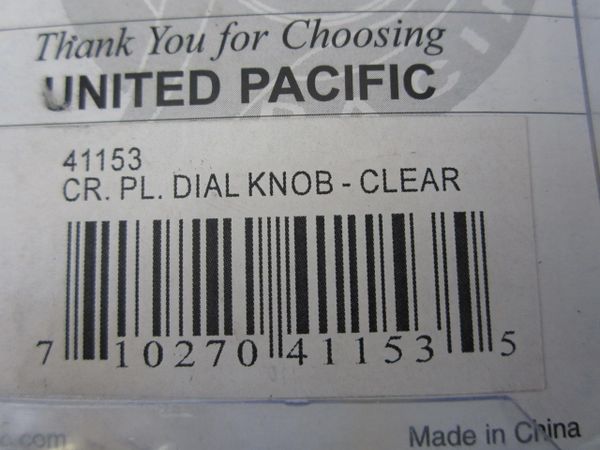 Thank You for Choosing
UNITED PACIFIC
41153
CR. PL. DIAL KNOB - CLEAR
7 10270 41153 5
.com
Made in China